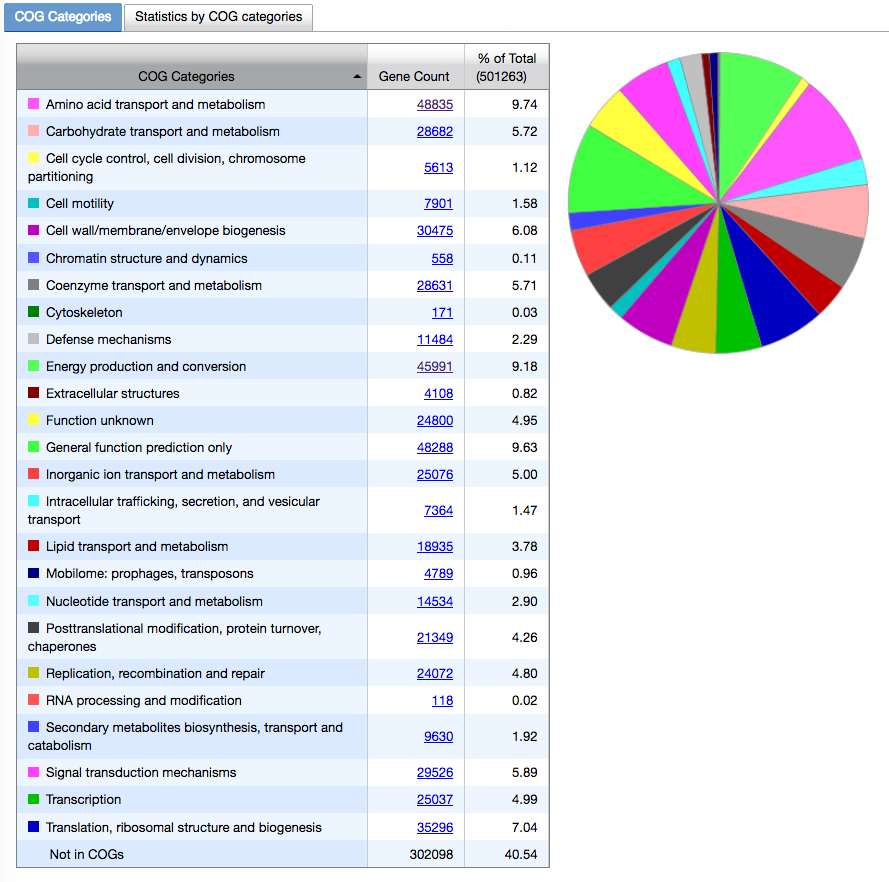 COG Categories Statistics by COG categories
COG Categories Gene Count % of Total (501263)
Amino acid transport and metabolism 48835 9.74
Carbohydrate transport and metabolism 28682 5.72
Cell cycle control, cell division, chromosome
partitioning 5613 1.12
Cell motility 7901 1.58
Cell wall/membrane/envelope biogenesis 30475 6.08
Chromatin structure and dynamics 558 0.11
Coenzyme transport and metabolism 28631 5.71
Cytoskeleton 171 0.03
Defense mechanisms 11484 2.29
Energy production and conversion 45991 9.18
Extracellular structures 4108 0.82
Function unknown 24800 4.95
General function prediction only 48288 9.63
Inorganic ion transport and metabolism 25076 5.00
Intracellular trafficking, secretion, and vesicular
transport 7364 1.47
Lipid transport and metabolism 18935 3.78
Mobilome: prophages, transposons 4789 0.96
Nucleotide transport and metabolism 14534 2.90
Posttranslational modification, protein turnover,
chaperones 21349 4.26
Replication, recombination and repair 24072 4.80
RNA processing and modification 118 0.02
Secondary metabolites biosynthesis, transport and
catabolism 9630 1.92
Signal transduction mechanisms 29526 5.89
Transcription 25037 4.99
Translation, ribosomal structure and biogenesis 35296 7.04
Not in COGs 302098 40.54